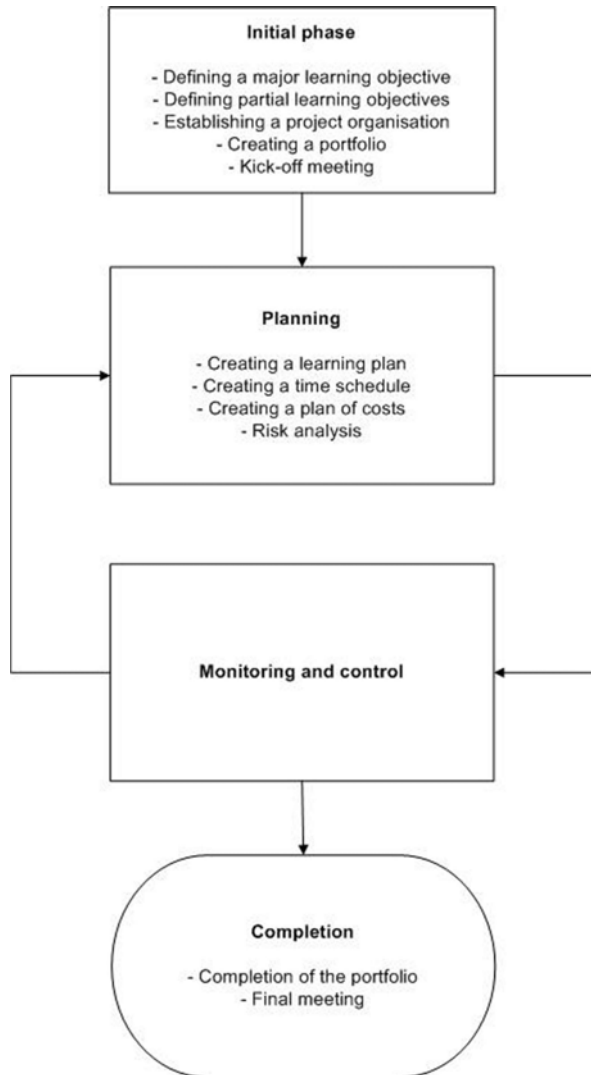 Initial phase
- Defining a major learning objective
- Defining partial learning objectives
- Establishing a project organisation
- Creating a portfolio
- Kick-off meeting
Planning
- Creating a learning plan
- Creating a time schedule
- Creating a plan of costs
- Risk analysis
Monitoring and control
Completion
- Completion of the portfolio
- Final meeting